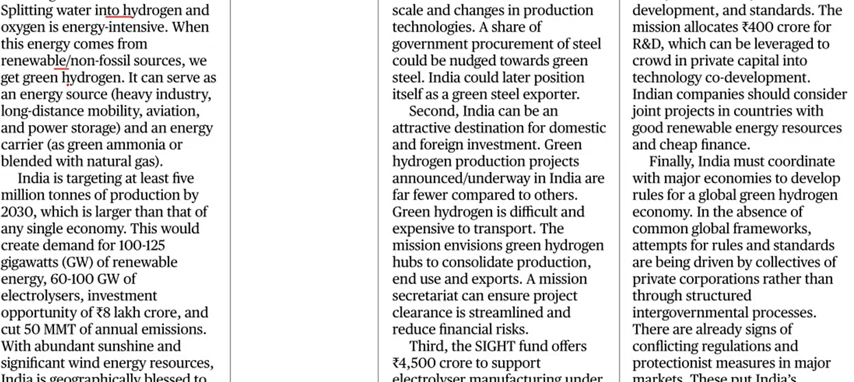 Splitting water into hydrogen and
oxygen is energy-intensive. When
this energy comes from
renewable/non-fossil sources, we
get green hydrogen. It can serve as
an energy source (heavy industry,
long-distance mobility, aviation,
and power storage) and an energy
carrier (as green ammonia or
blended with natural gas).
India is targeting at least five
million tonnes of production by
2030, which is larger than that of
any single economy. This would
create demand for 100-125
gigawatts (GW) of renewable
energy, 60-100 GW of
electrolysers, investment
opportunity of ₹8 lakh crore, and
cut 50 MMT of annual emissions.
With abundant sunshine and
significant wind energy resources,
India is geographically blessed to
scale and changes in production
technologies. A share of
government procurement of steel
could be nudged towards green
steel. India could later position
itself as a green steel exporter.
Second, India can be an
attractive destination for domestic
and foreign investment. Green
hydrogen production projects
announced/underway in India are
far fewer compared to others.
Green hydrogen is difficult and
expensive to transport. The
mission envisions green hydrogen
hubs to consolidate production,
end use and exports. A mission
secretariat can ensure project
clearance is streamlined and
reduce financial risks.
Third, the SIGHT fund offers
₹4,500 crore to support
electrolyser manufacturing under
development, and standards. The
mission allocates ₹400 crore for
R&D, which can be leveraged to
crowd in private capital into
technology co-development.
Indian companies should consider
joint projects in countries with
good renewable energy resources
and cheap finance.
Finally, India must coordinate
with major economies to develop
rules for a global green hydrogen
economy. In the absence of
common global frameworks,
attempts for rules and standards
are being driven by collectives of
private corporations rather than
through structured
intergovernmental processes.
There are already signs of
conflicting regulations and
protectionist measures in major
markets. These put India's